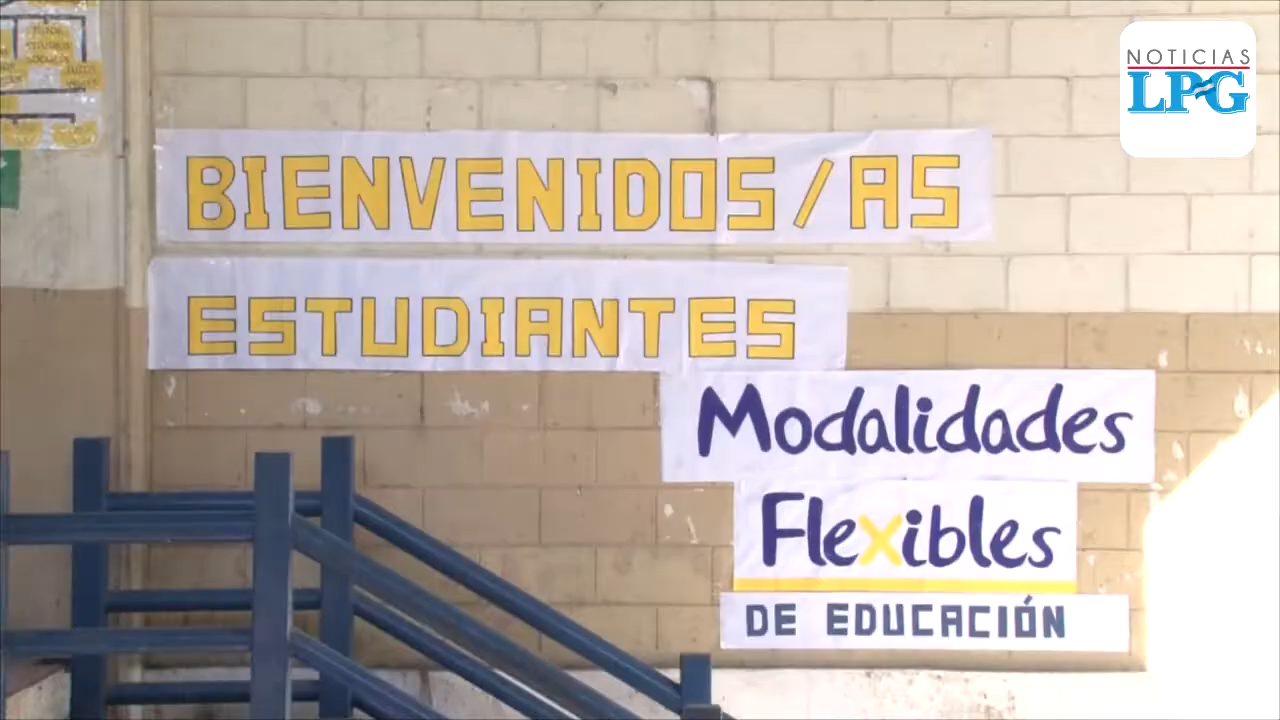 NOTICIAS
LPG
BIENVENIDOS/AS
ESTUDIANTES
Modalidades
Flexibles
DE EDUCACIÓN